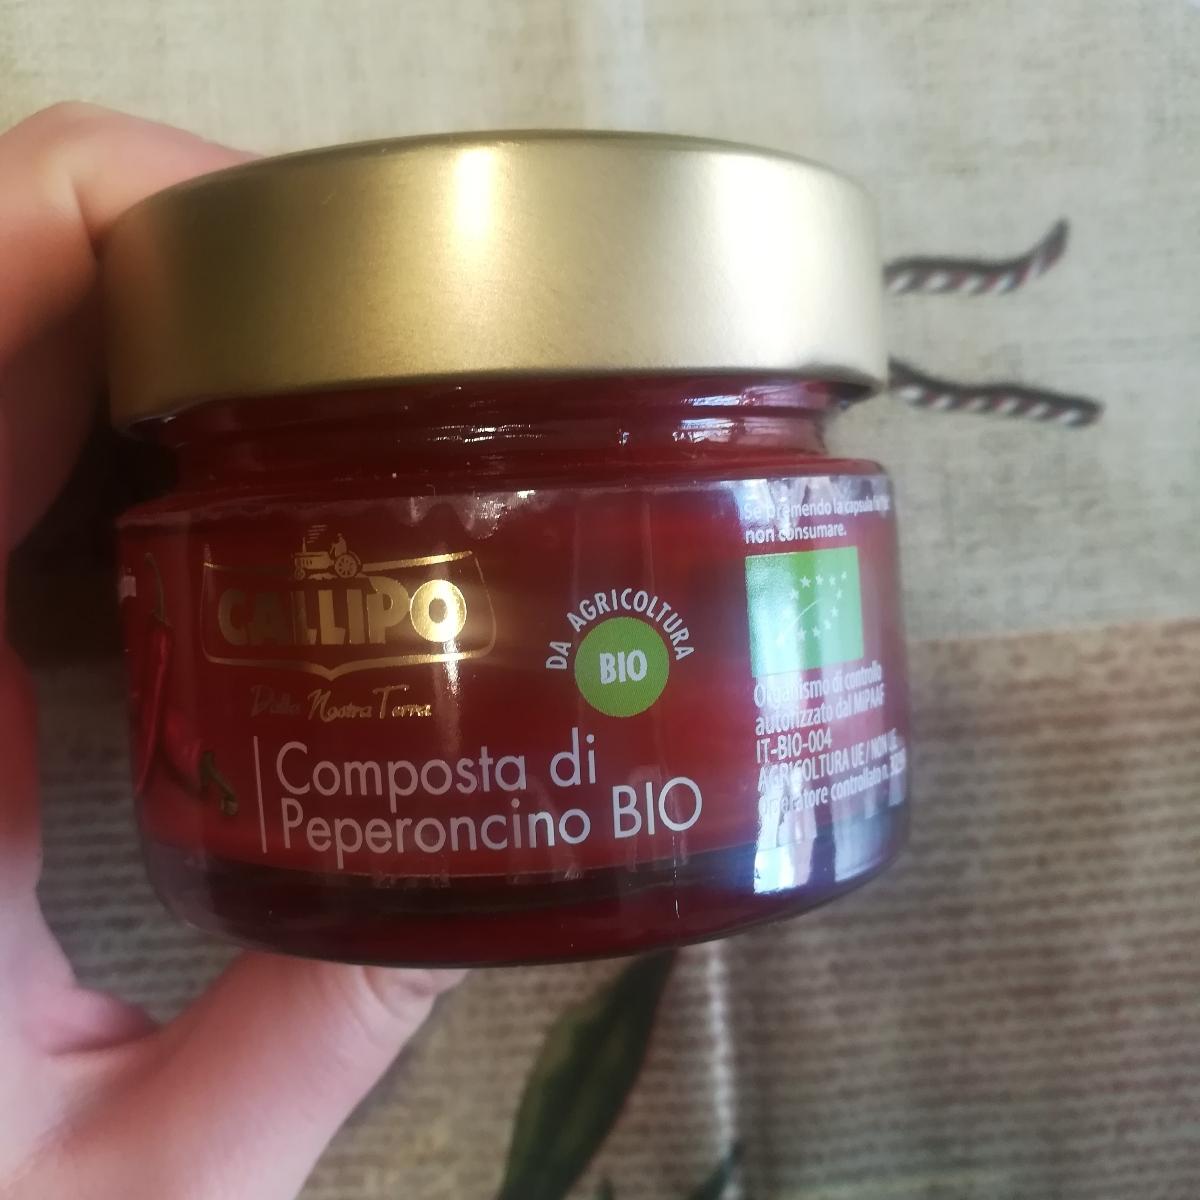 CALLIPO
Dalla Nostra Terra
DA AGRICOLTURA
BIO
Composta di
Peperoncino BIO
Se premendo la capsula fa
non consumare.
Organismo di controllo
autorizzato dal MiPAAF
IT-BIO-004
AGRICOLTURA UE / NON UE
Operatore controllato n.